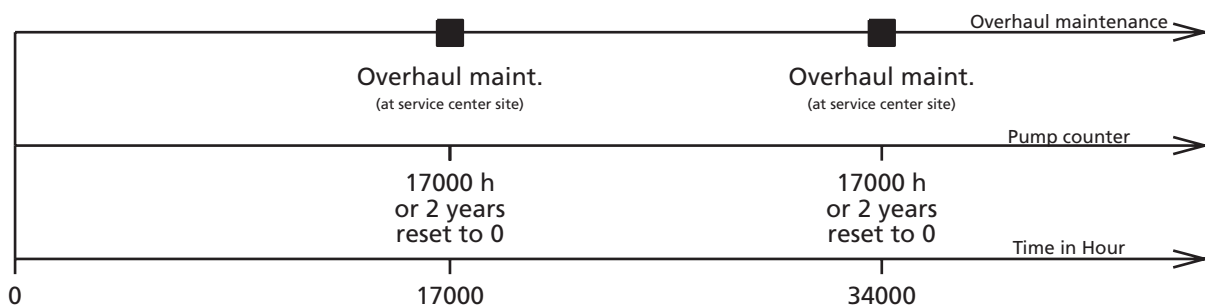 Overhaul maintenance
Overhaul maint.
(at service center site)
Overhaul maint.
(at service center site)
Pump counter
17000 h
or 2 years
reset to 0
17000 h
or 2 years
reset to 0
Time in Hour
0
17000
34000